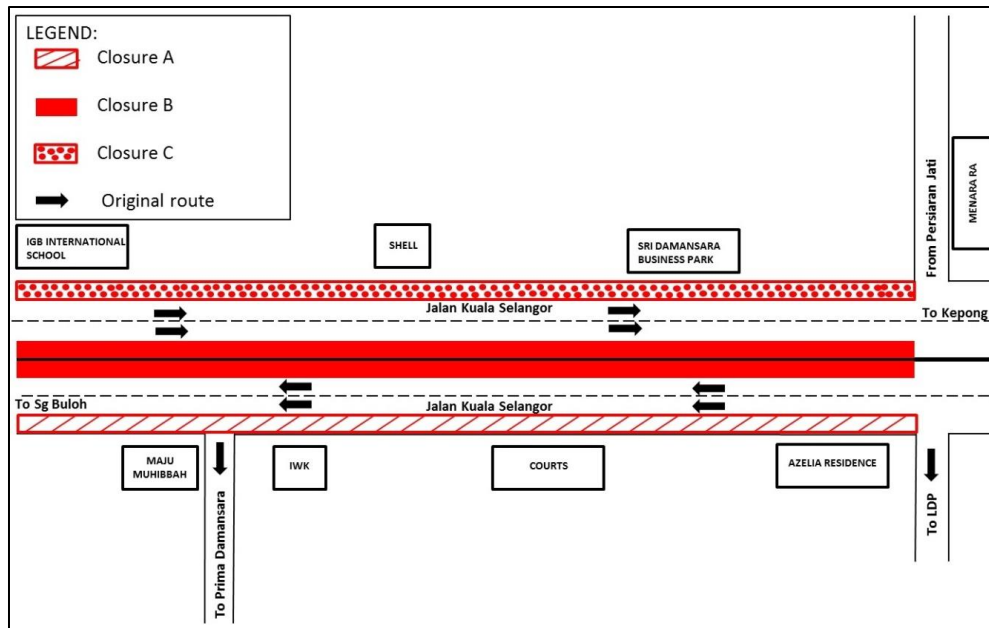 LEGEND:
Closure A
Closure B
Closure C
Original route
IGB INTERNATIONAL
SCHOOL
SHELL
SRI DAMANSARA
BUSINESS PARK
From Persiaran Jati
MENARA RA
Jalan Kuala Selangor
To Kepong
To Sg Buloh
Jalan Kuala Selangor
MAJU
MUHIBBAH
IWK
COURTS
AZELIA RESIDENCE
To Prima Damansara
To LDP